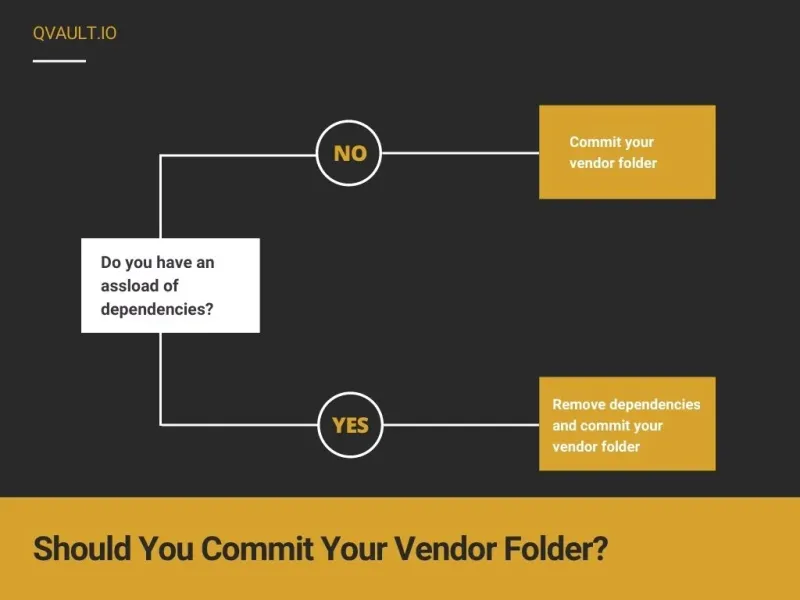 QVAULT.IO
NO
Commit your
vendor folder
Do you have an
assload of
dependencies?
YES
Remove dependencies
and commit your
vendor folder
Should You Commit Your Vendor Folder?